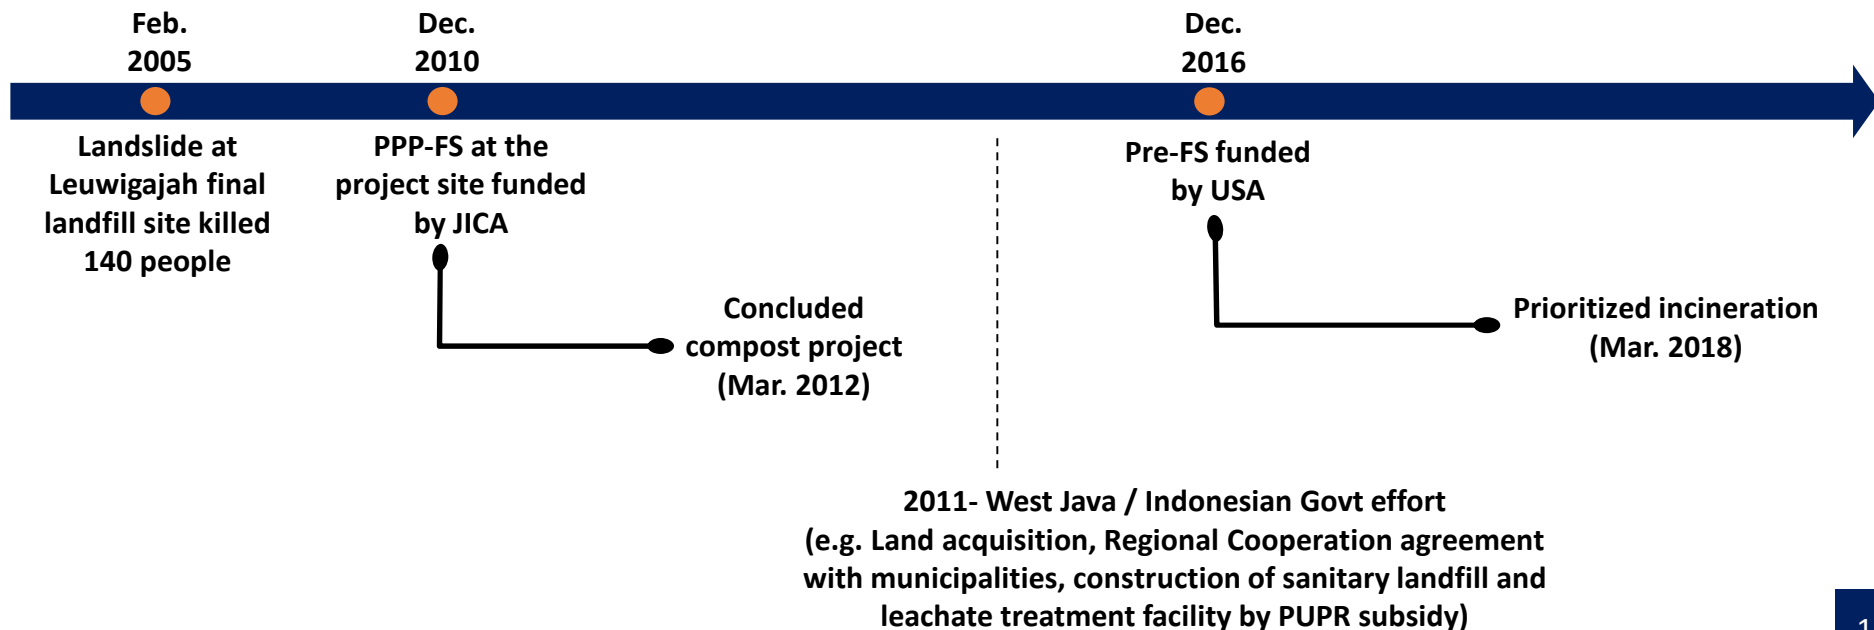 Feb.
2005
Dec.
2010
Dec.
2016
Landslide at
Leuwigajah final
landfill site killed
140 people
PPP-FS at the
project site funded
by JICA
Pre-FS funded
by USA
Concluded
compost project
(Mar. 2012)
Prioritized incineration
(Mar. 2018)
2011- West Java / Indonesian Govt effort
(e.g. Land acquisition, Regional Cooperation agreement
with municipalities, construction of sanitary landfill and
leachate treatment facility by PUPR subsidy)